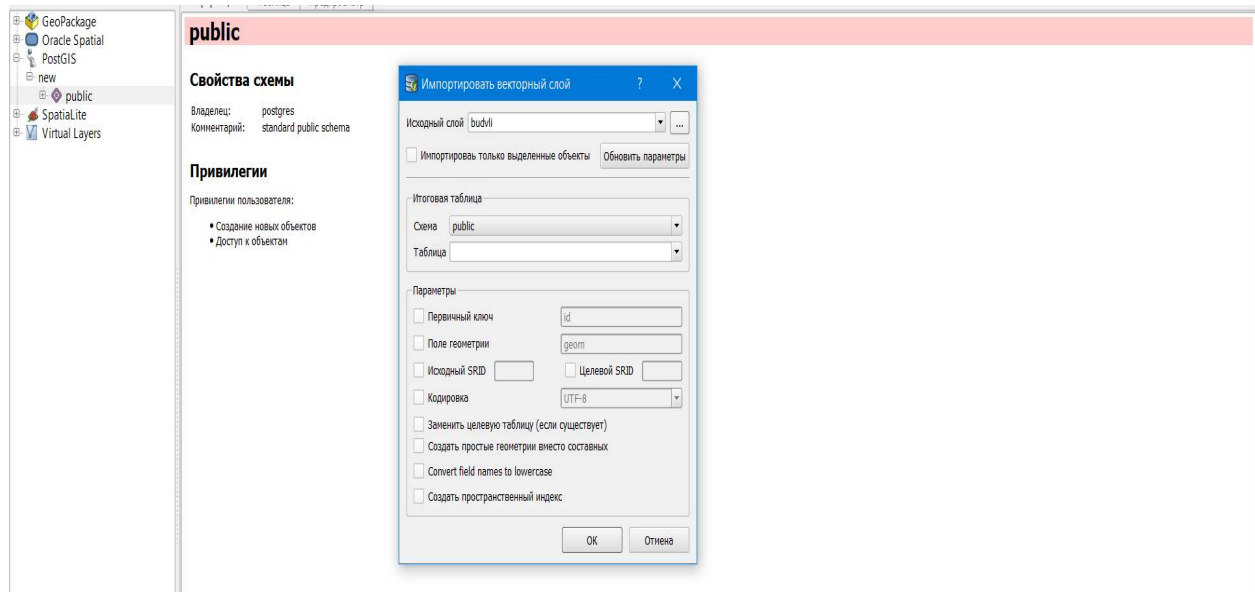 GeoPackage
Oracle Spatial
PostGIS
new
public
SpatiaLite
Virtual Layers
public
Свойства схемы
Владелец: postgres
Комментарий: standard public schema
Привилегии
Привилегии пользователя:
• Создание новых объектов
• Доступ к объектам
Импортировать векторный слой ? X
Исходный слой budvli ...
Импортироваь только выделенные объекты Обновить параметры
Итоговая таблица
Схема public
Таблица
Параметры
Первичный ключ id
Поле геометрии geom
Исходный SRID Целевой SRID
Кодировка UTF-8
Заменить целевую таблицу (если существует)
Создать простые геометрии вместо составных
Convert field names to lowercase
Создать пространственный индекс
OK Отмена